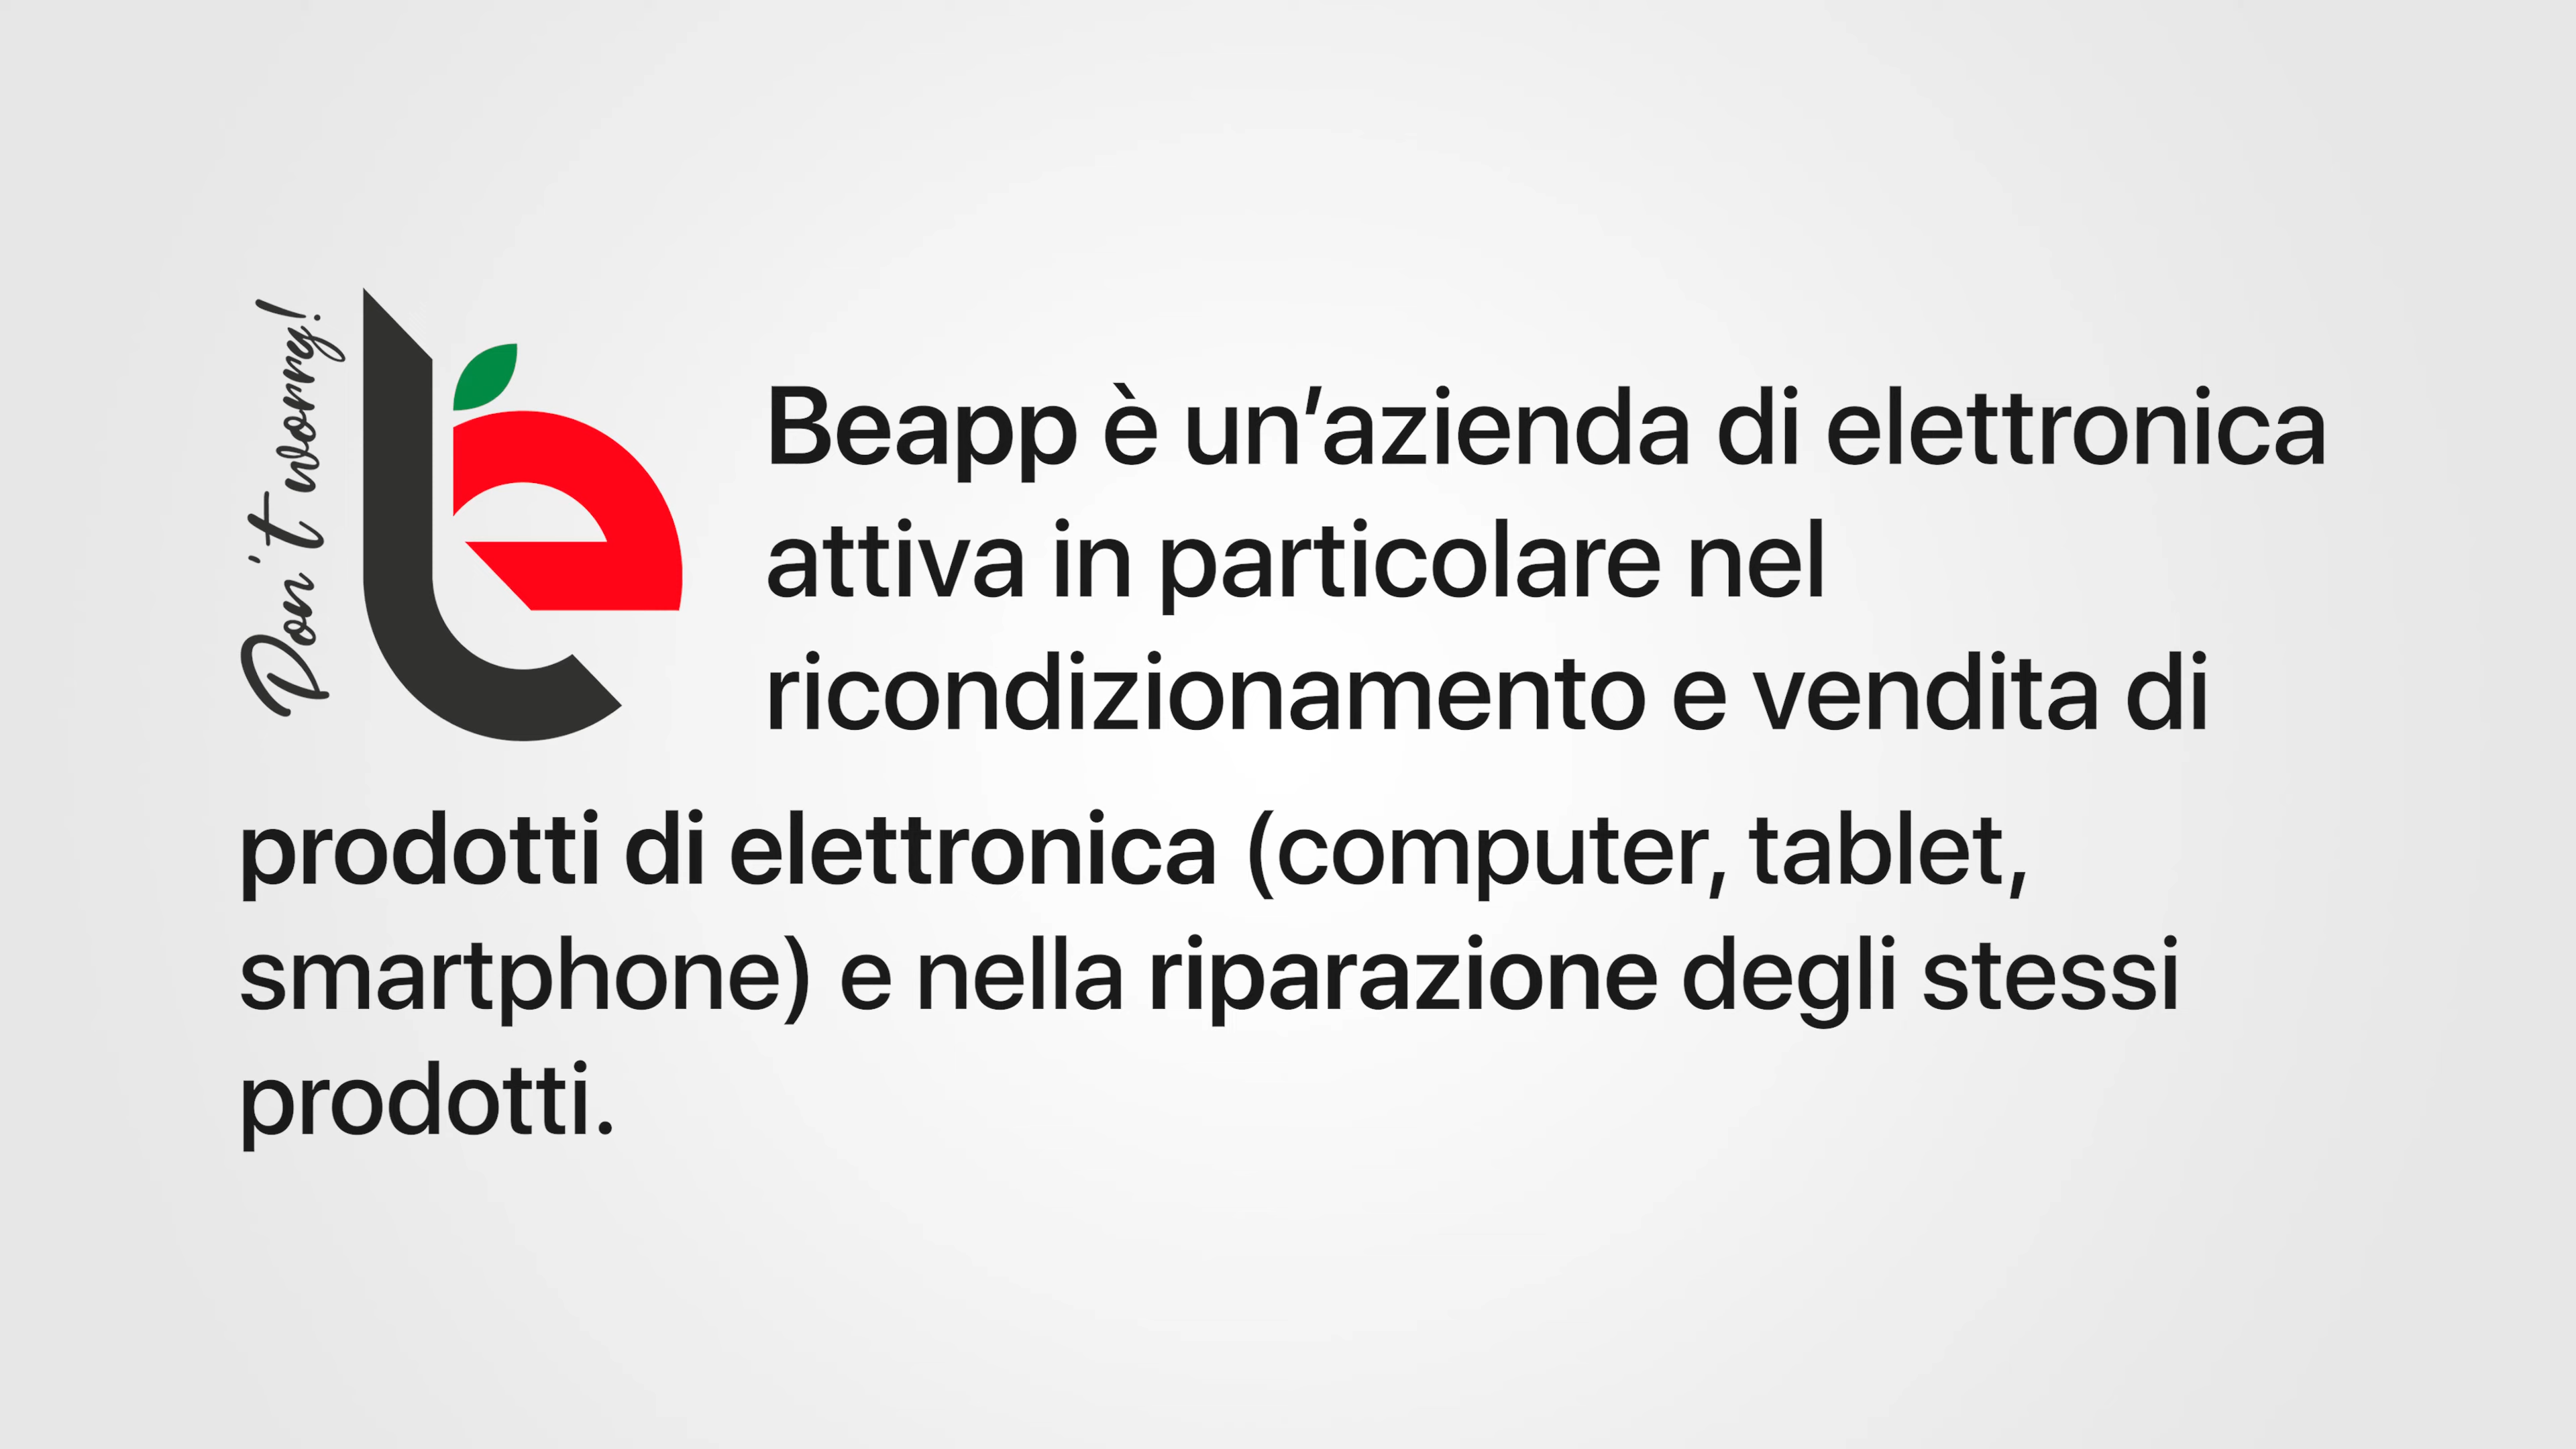 Don't worry!
Beapp è un’azienda di elettronica
attiva in particolare nel
ricondizionamento e vendita di
prodotti di elettronica (computer, tablet,
smartphone) e nella riparazione degli stessi
prodotti.